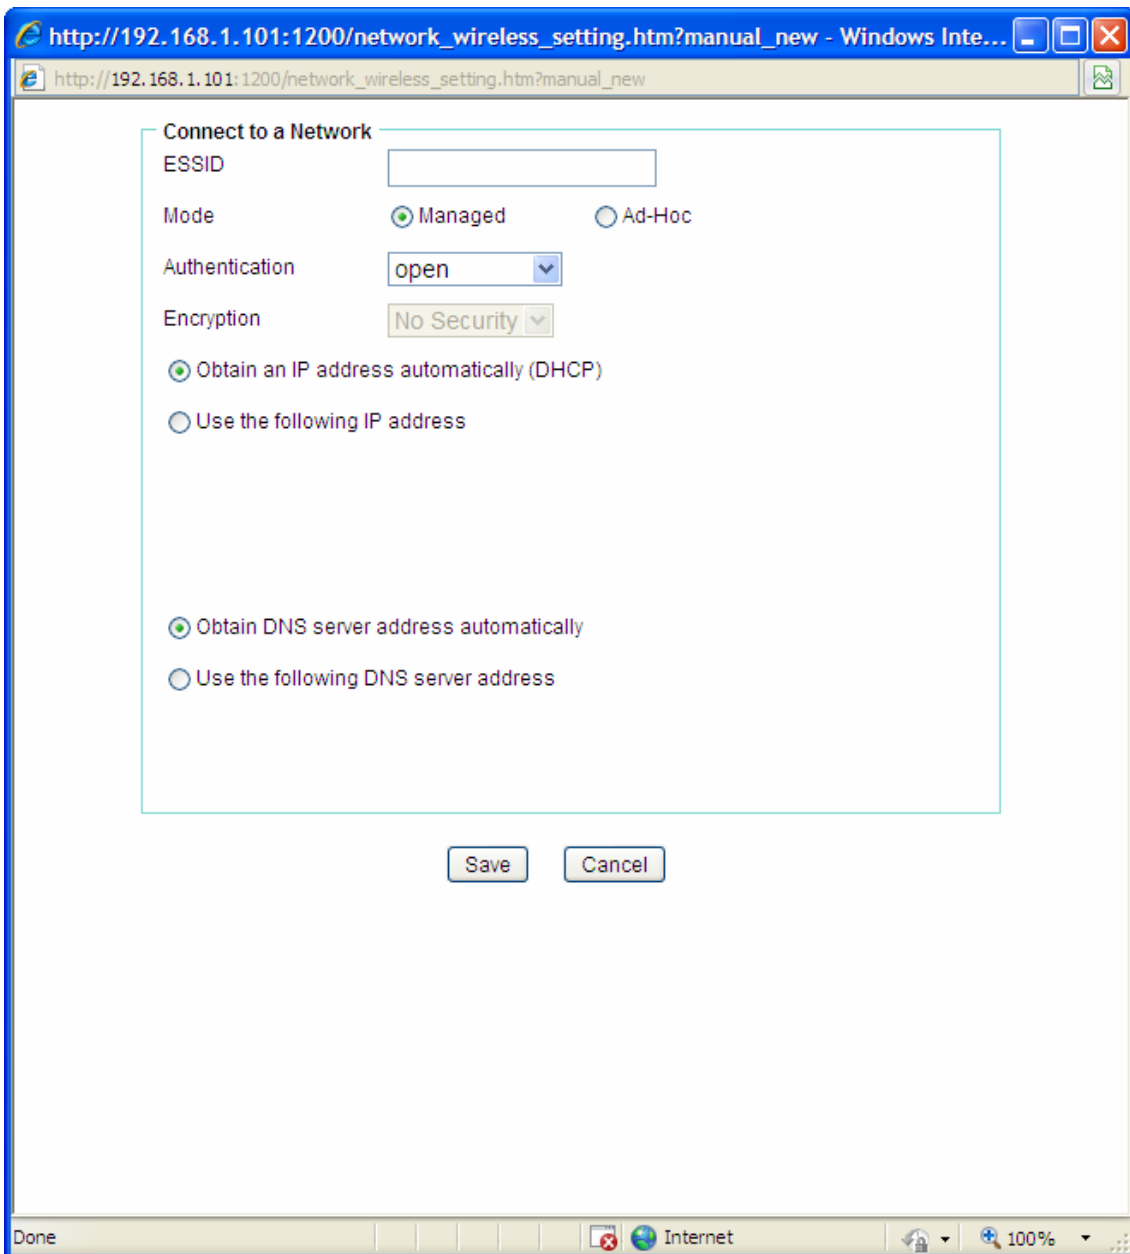 http://192.168.1.101:1200/network_wireless_setting.htm?manual_new - Windows Inte...
http://192.168.1.101:1200/network_wireless_setting.htm?manual_new
Connect to a Network
ESSID
Mode Managed Ad-Hoc
Authentication open
Encryption No Security
Obtain an IP address automatically (DHCP)
Use the following IP address
Obtain DNS server address automatically
Use the following DNS server address
Save Cancel
Done Internet 100%